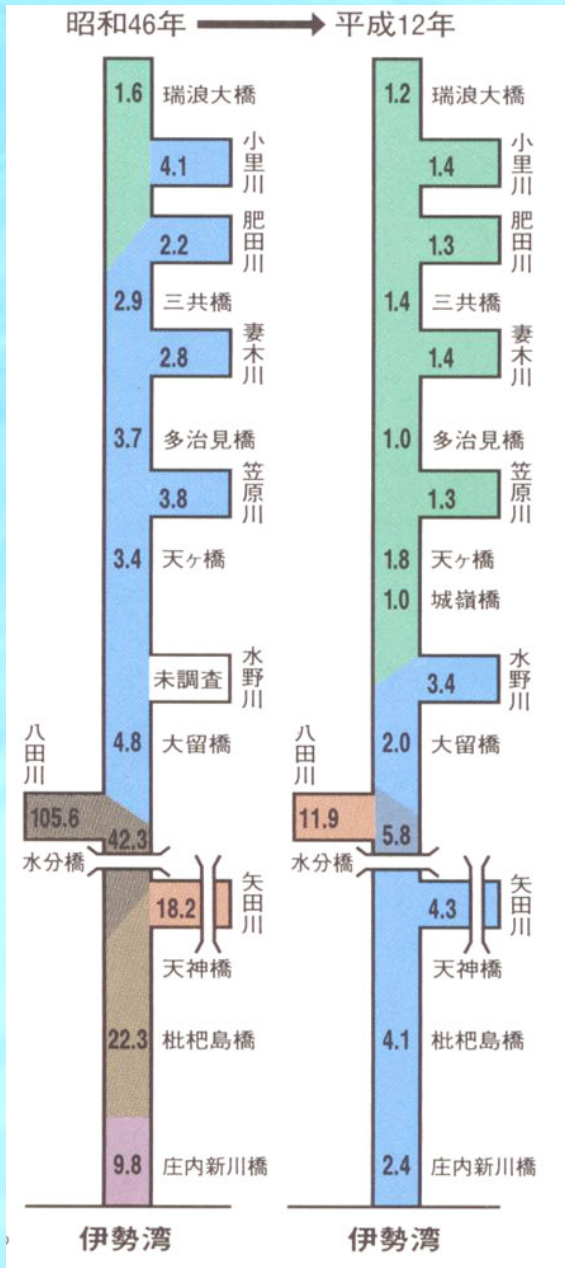 昭和46年 平成12年
1.6 瑞浪大橋
4.1 小里川
2.2 肥田川
2.9 三共橋
2.8 妻木川
3.7 多治見橋
3.8 笠原川
3.4 天ヶ橋
未調査 水野川
4.8 大留橋
八田川 105.6
42.3
水分橋
18.2 矢田川
天神橋
22.3 枇杷島橋
9.8 庄内新川橋
伊勢湾
1.2 瑞浪大橋
1.4 小里川
1.3 肥田川
1.4 三共橋
1.4 妻木川
1.0 多治見橋
1.3 笠原川
1.8 天ヶ橋
1.0 城嶺橋
3.4 水野川
2.0 大留橋
八田川 11.9
5.8
水分橋
4.3 矢田川
天神橋
4.1 枇杷島橋
2.4 庄内新川橋
伊勢湾